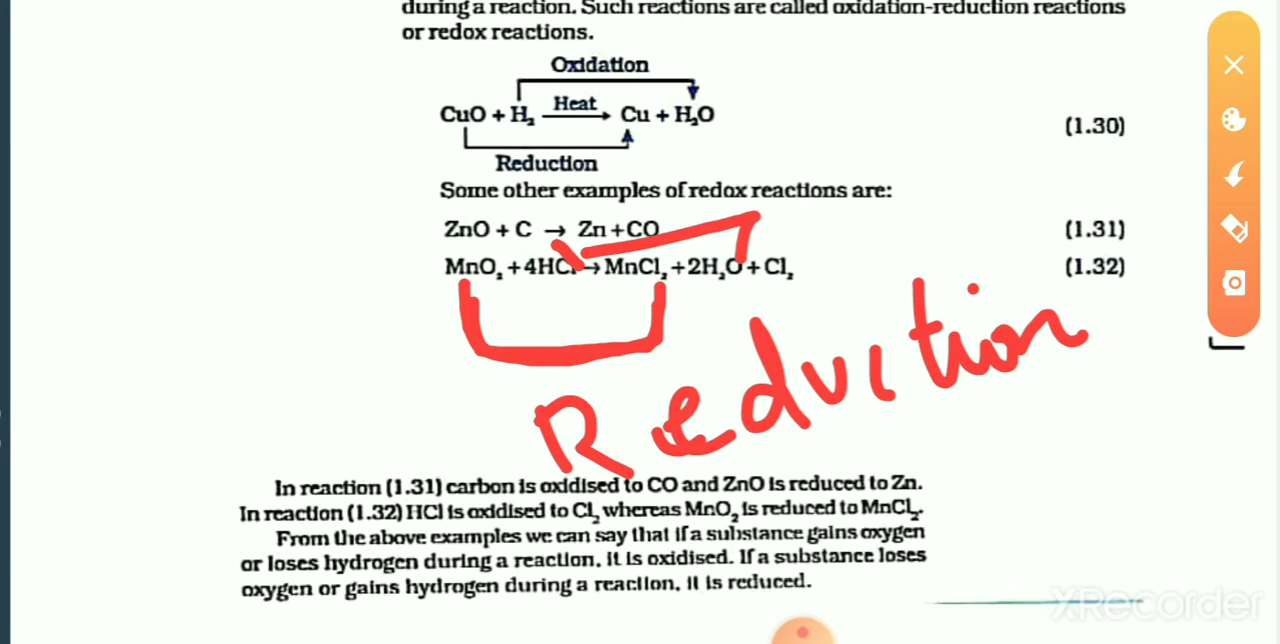 during a reaction. Such reactions are called oxidation-reduction reactions
or redox reactions.
Oxidation
CuO + H₂ Heat → Cu + H₂O (1.30)
Reduction
Some other examples of redox reactions are:
ZnO + C → Zn + CO (1.31)
MnO₂ + 4HCl → MnCl₂ + 2H₂O + Cl₂ (1.32)
Reduction
In reaction (1.31) carbon is oxidised to CO and ZnO is reduced to Zn.
In reaction (1.32) HCl is oxidised to Cl₂ whereas MnO₂ is reduced to MnCl₂.
From the above examples we can say that if a substance gains oxygen
or loses hydrogen during a reaction, it is oxidised. If a substance loses
oxygen or gains hydrogen during a reaction, it is reduced.
XRecorder